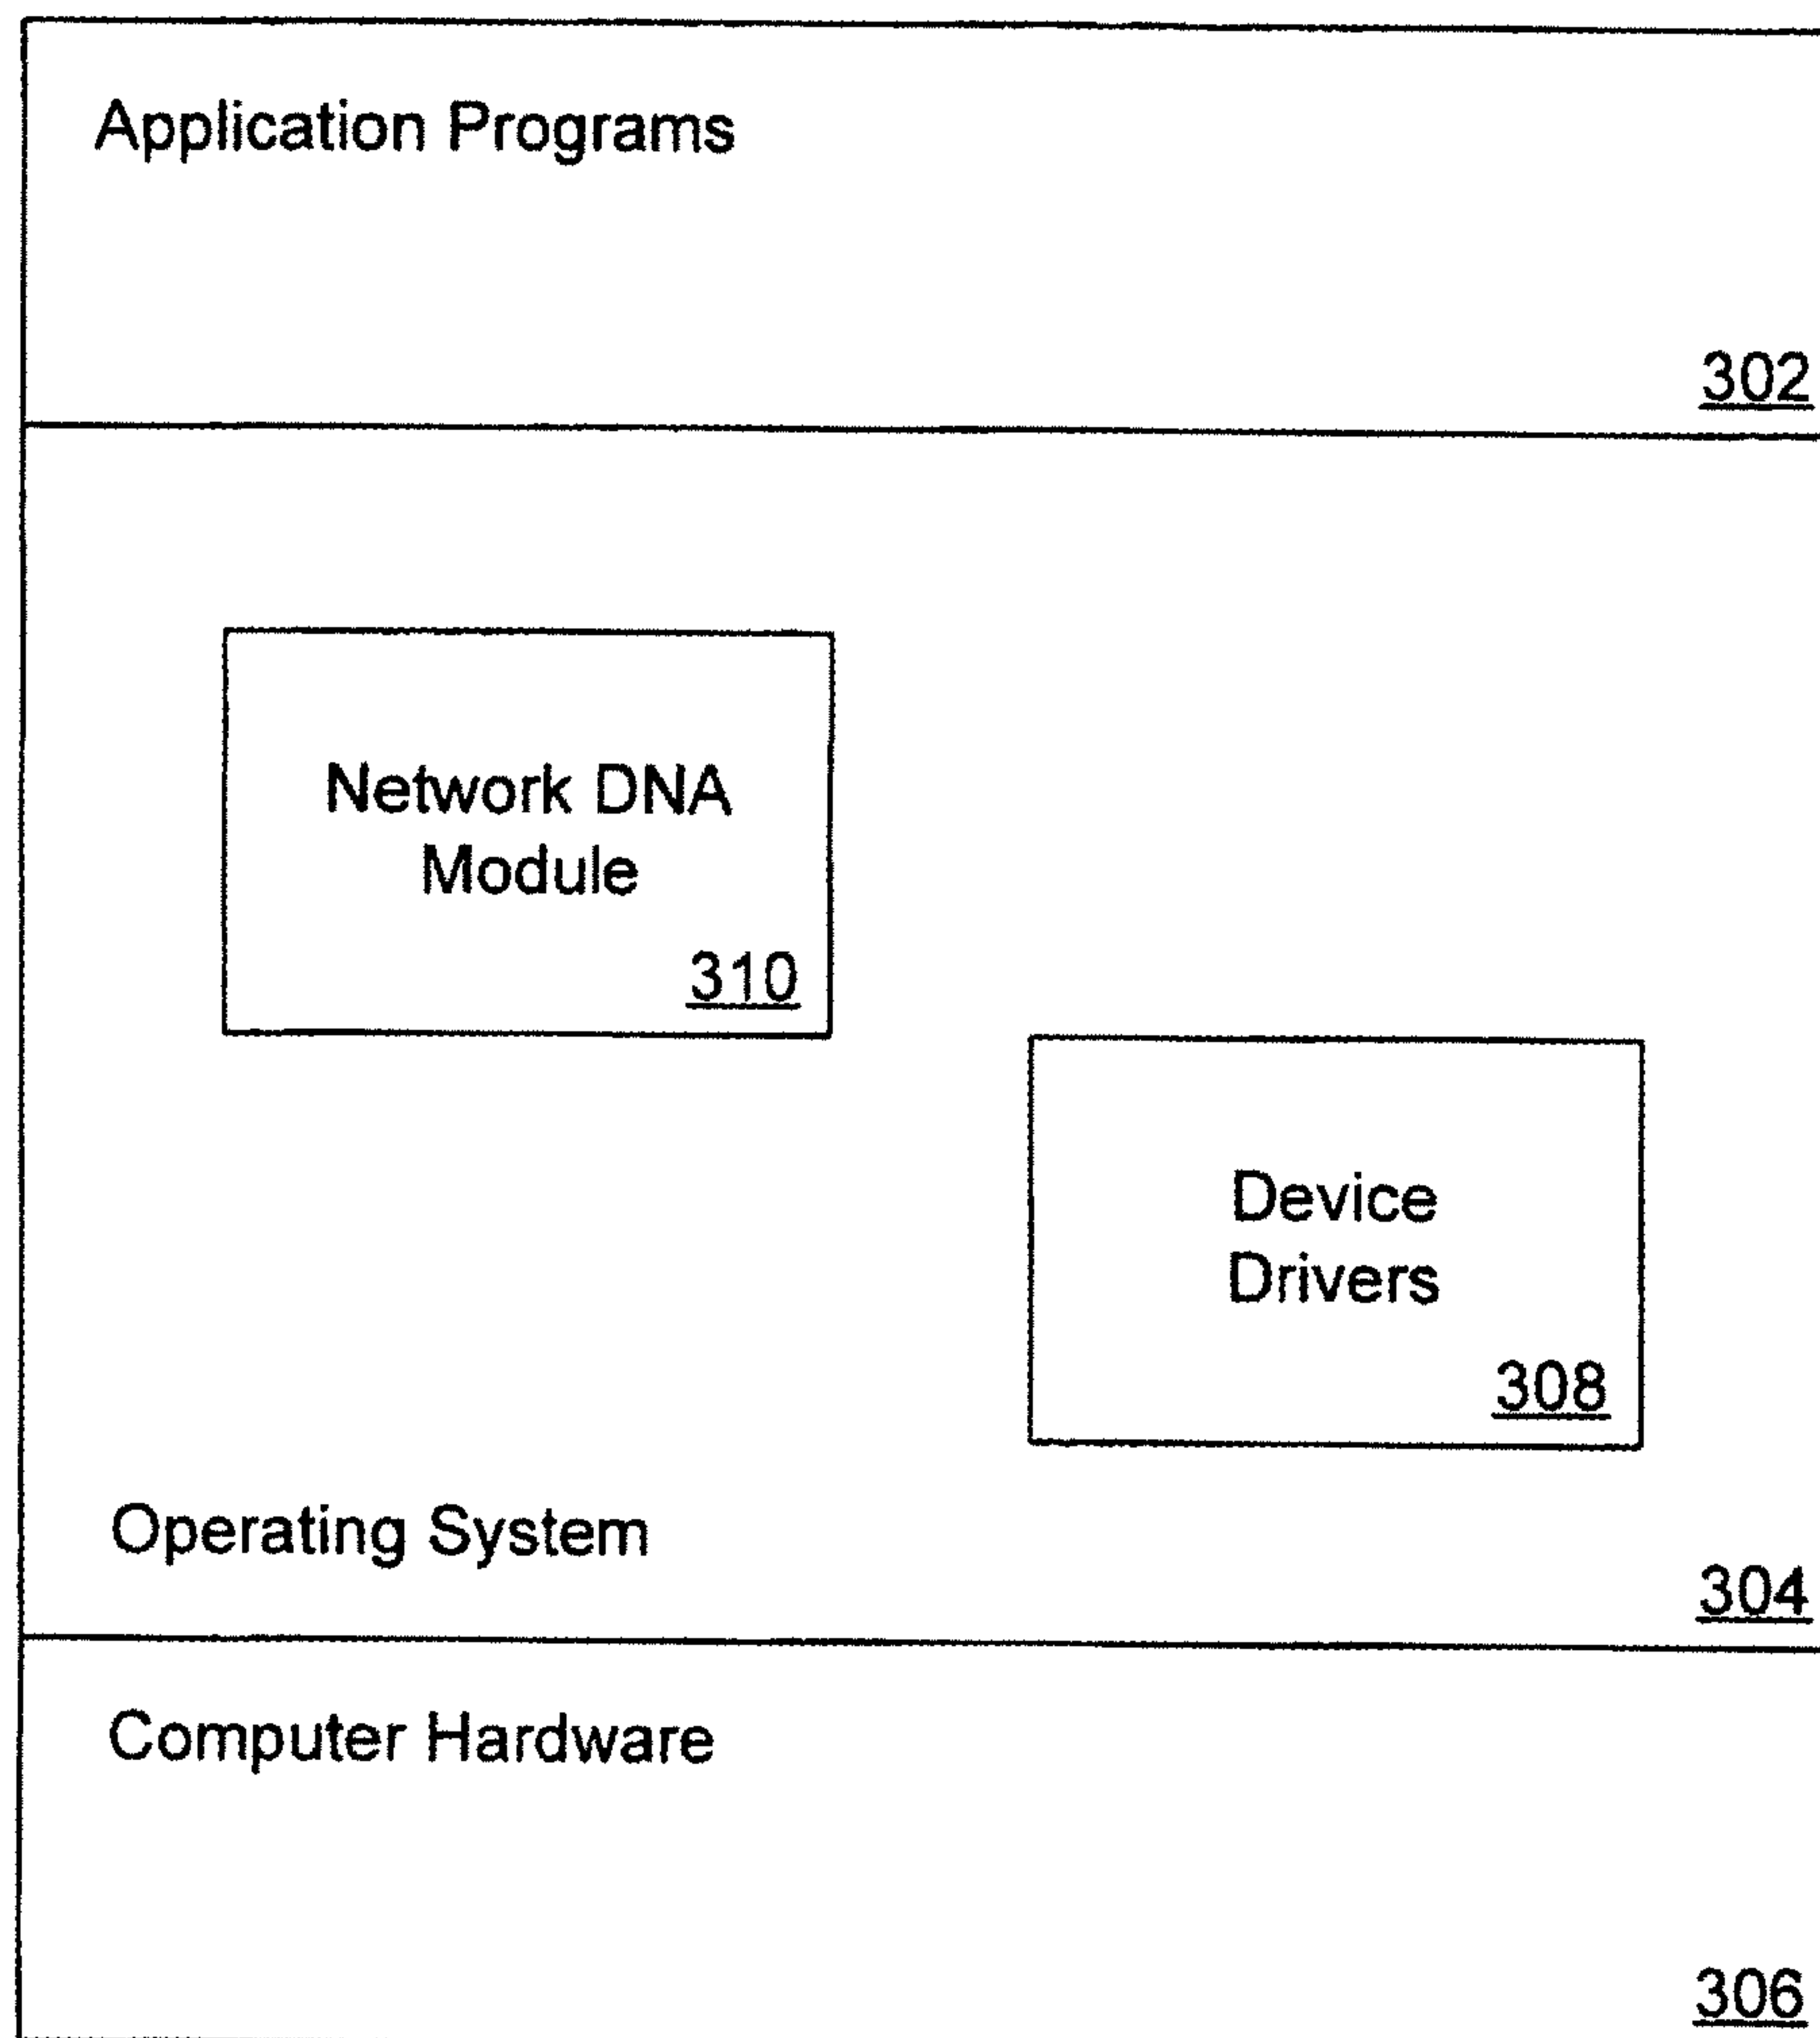 Application Programs
302
Network DNA
Module
310
Device
Drivers
308
Operating System
304
Computer Hardware
306